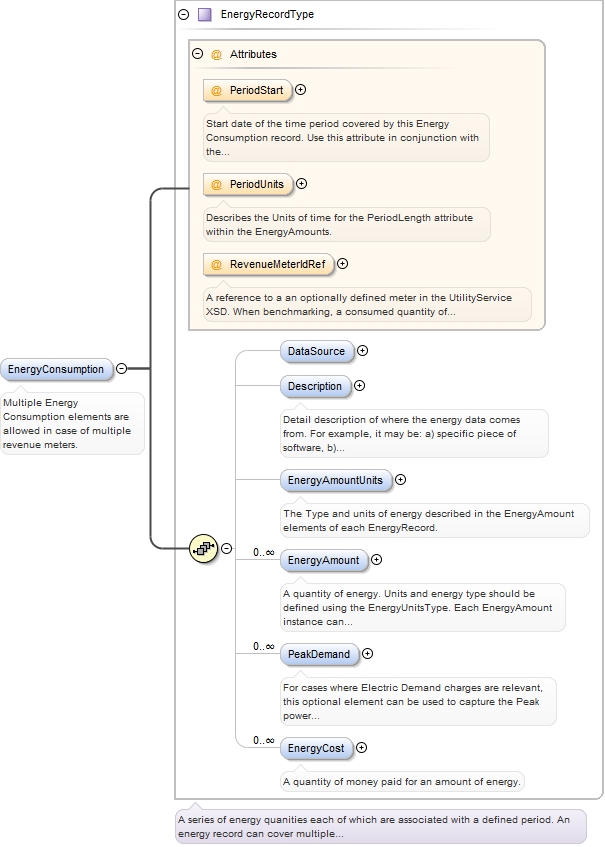 EnergyRecordType
@ Attributes
@ PeriodStart
Start date of the time period covered by this Energy
Consumption record. Use this attribute in conjunction with
the...
@ PeriodUnits
Describes the Units of time for the PeriodLength attribute
within the EnergyAmounts.
@ RevenueMeterIdRef
A reference to a an optionally defined meter in the UtilityService
XSD. When benchmarking, a consumed quantity of...
EnergyConsumption
Multiple Energy
Consumption elements are
allowed in case of multiple
revenue meters.
DataSource
Description
Detail description of where the energy data comes
from. For example, it may be: a) specific piece of
software, b)...
EnergyAmountUnits
The Type and units of energy described in the EnergyAmount
elements of each EnergyRecord.
0..∞
EnergyAmount
A quantity of energy. Units and energy type should be
defined using the EnergyUnitsType. Each EnergyAmount
instance can...
0..∞
PeakDemand
For cases where Electric Demand charges are relevant,
this optional element can be used to capture the Peak
power...
0..∞
EnergyCost
A quantity of money paid for an amount of energy.
A series of energy quanities each of which are associated with a defined period. An
energy record can cover multiple...